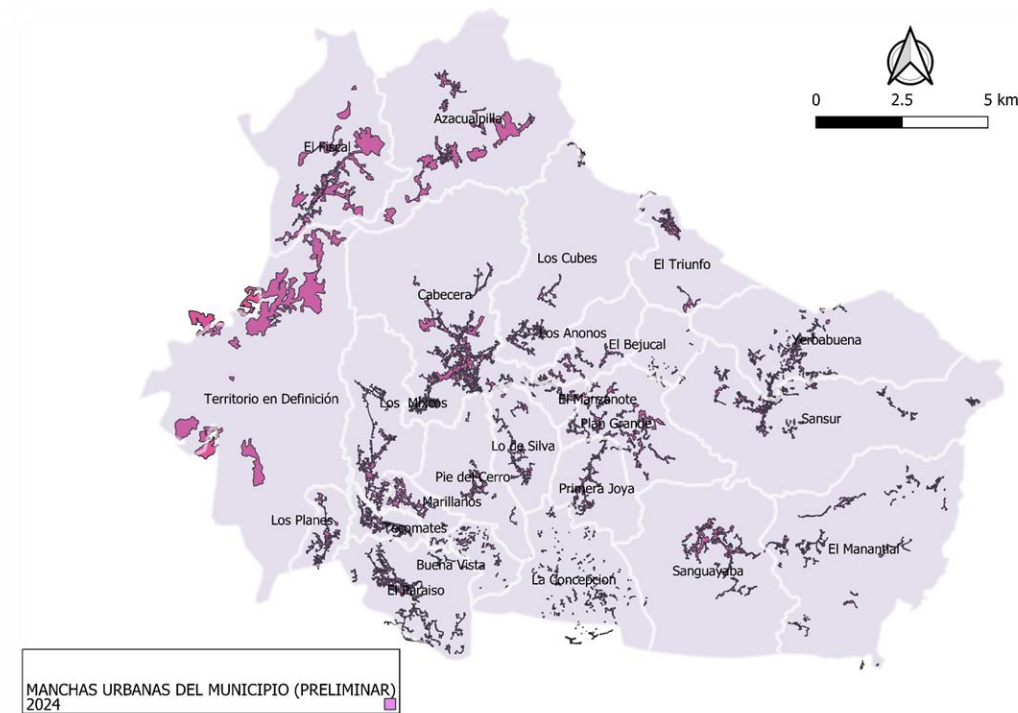 0 2.5 5 km
Azacualpilla
El Fiscal
Los Cubes
El Triunfo
Cabecera
Los Anonos
El Bejucal
Yerbabuena
Territorio en Definición
Los Mixcos
El Manzanote
Plan Grande
Sansur
Lo de Silva
Pie del Cerro
Primera Joya
Marillanos
Los Planes
Tecomates
El Manantial
Buena Vista
La Concepcion
Sanguayaba
El Paraiso
MANCHAS URBANAS DEL MUNICIPIO (PRELIMINAR)
2024